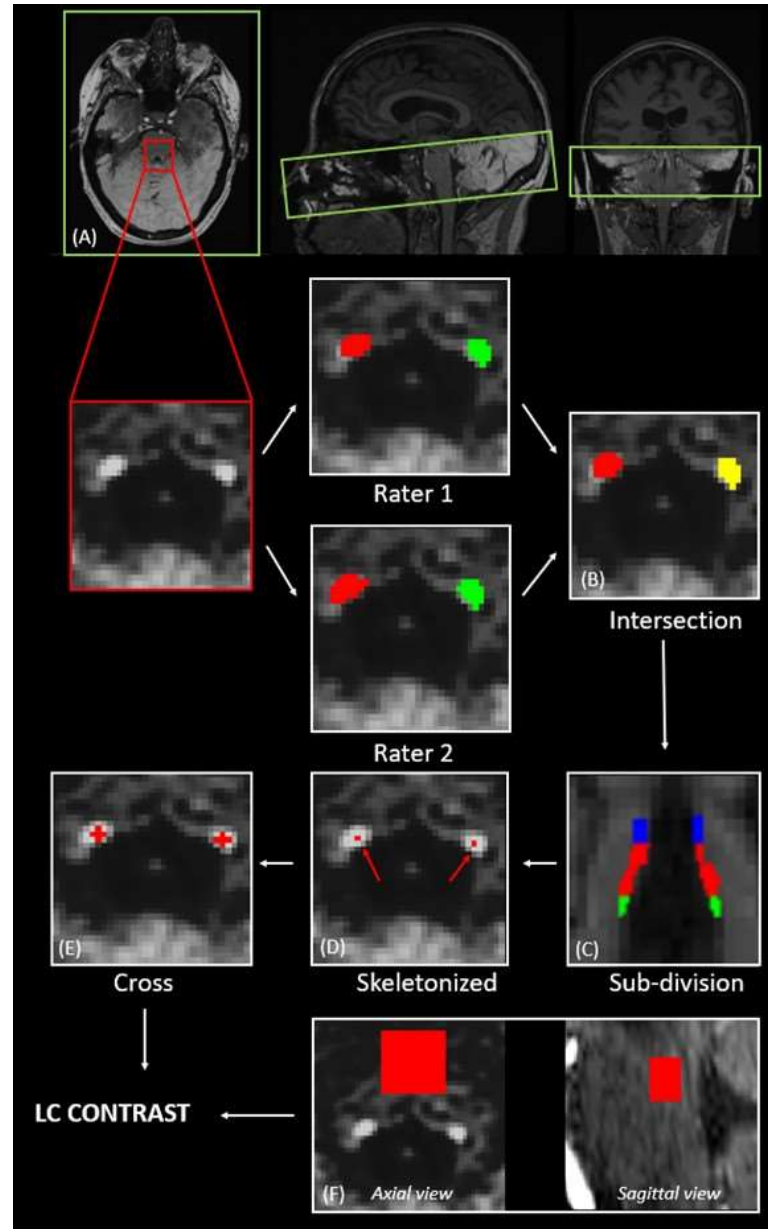 (A)
Rater 1
(B)
Intersection
Rater 2
(E)
Cross
(D)
Skeletonized
(C)
Sub-division
LC CONTRAST
(F)
Axial view
Sagittal view